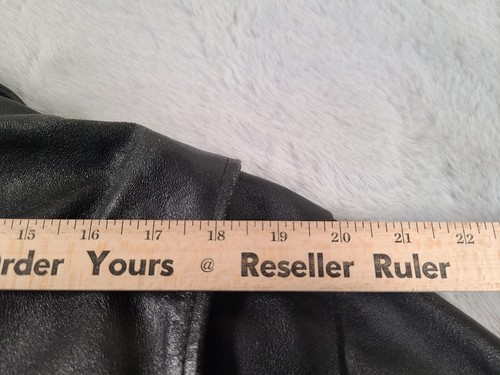 15 16 17 18 19 20 21 22
rder Yours @ Reseller Ruler